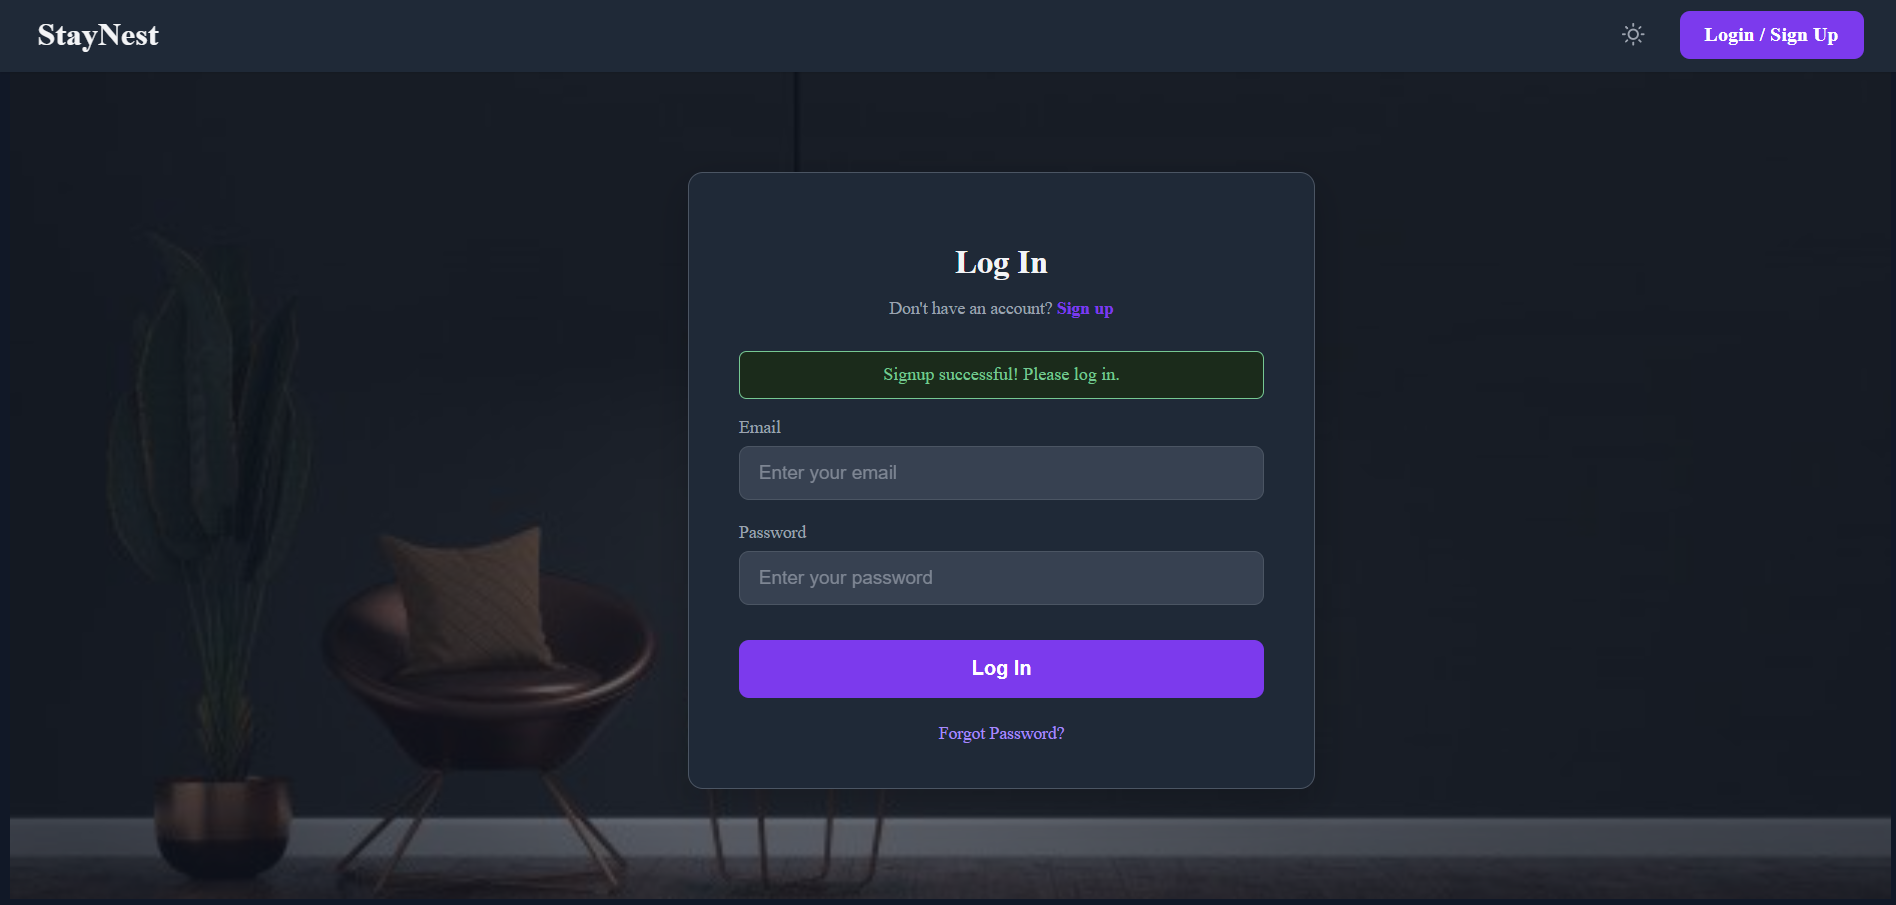 StayNest
Login / Sign Up
Log In
Don't have an account? Sign up
Signup successful! Please log in.
Email
Enter your email
Password
Enter your password
Log In
Forgot Password?